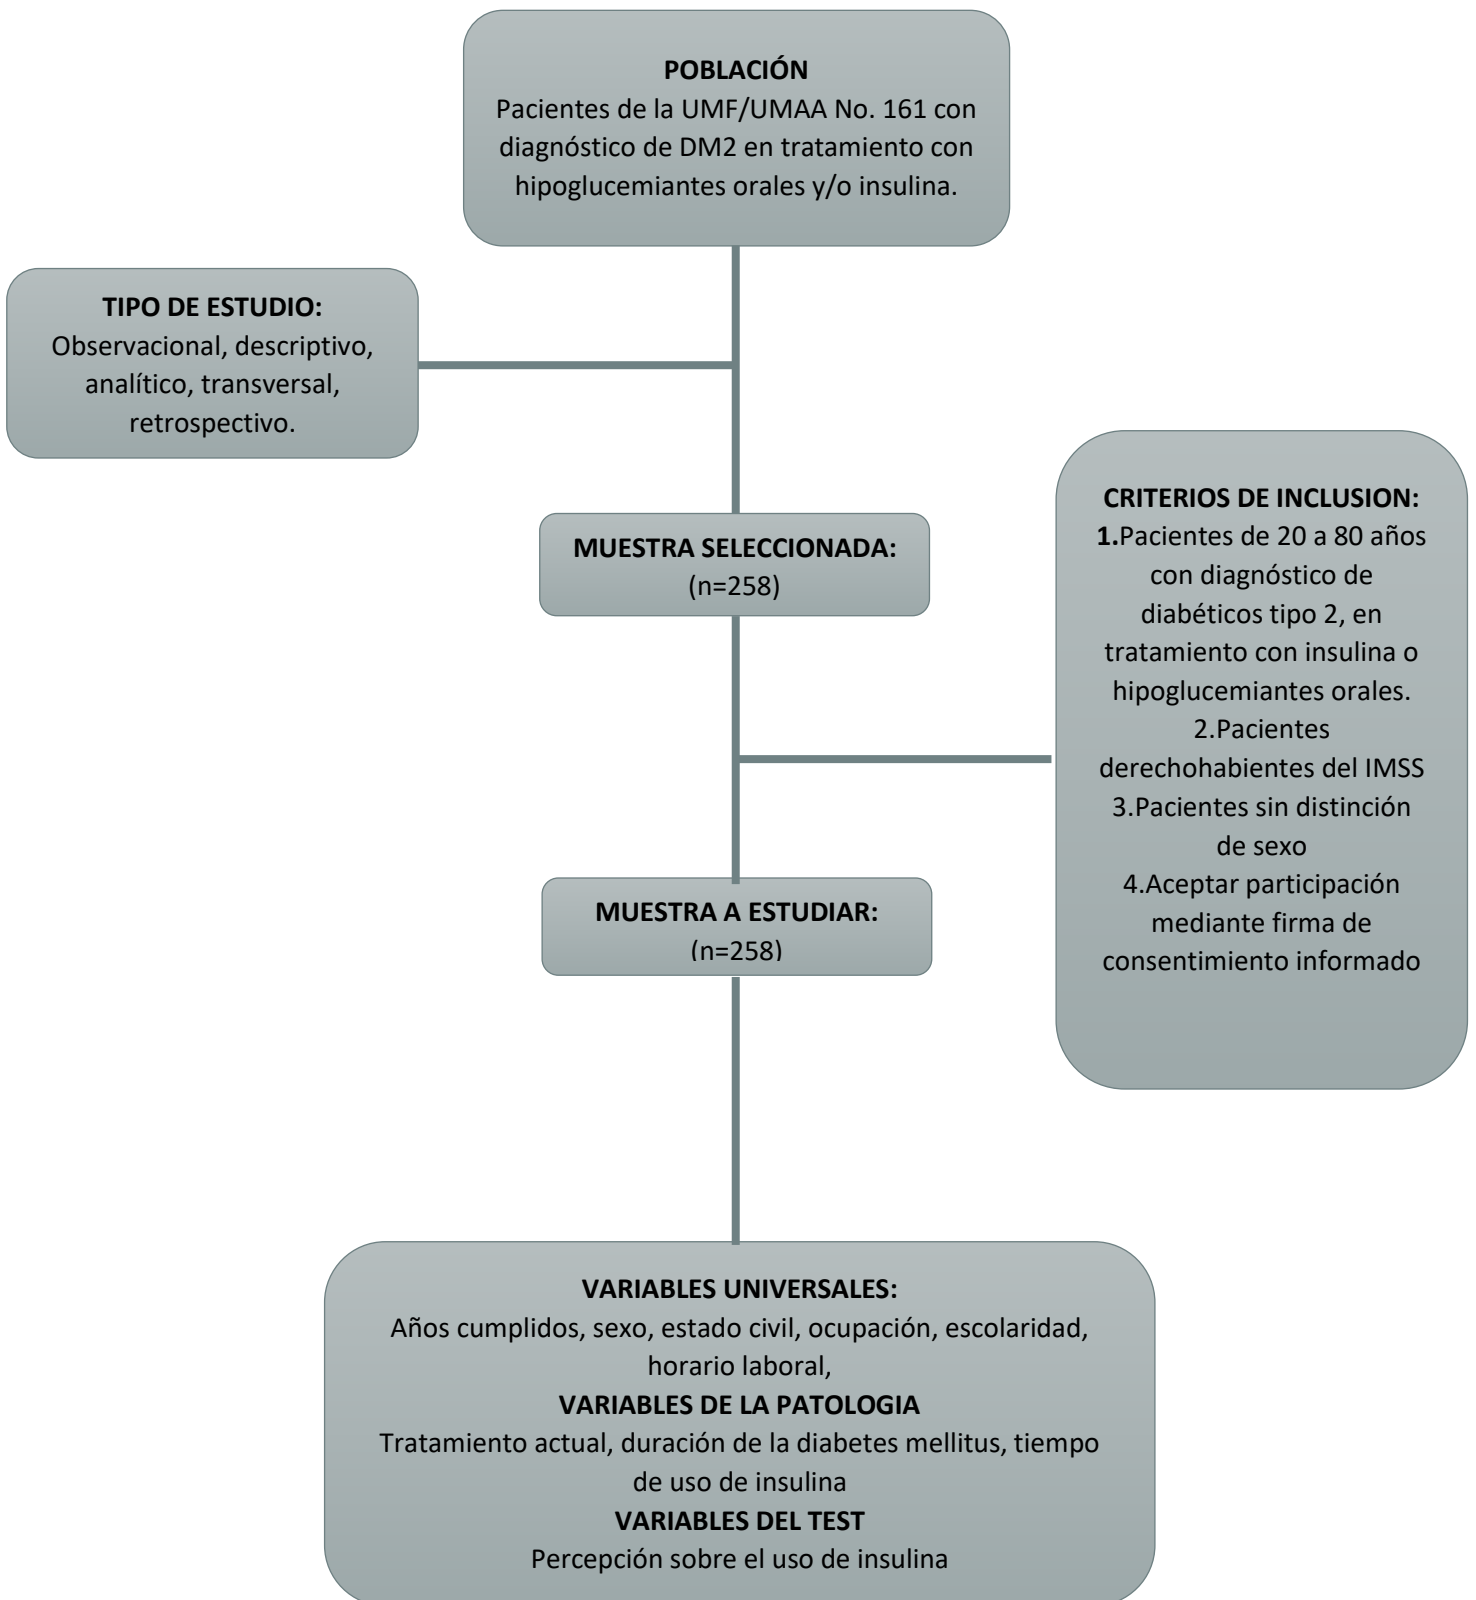 POBLACIÓN
Pacientes de la UMF/UMAA No. 161 con
diagnóstico de DM2 en tratamiento con
hipoglucemiantes orales y/o insulina.
TIPO DE ESTUDIO:
Observacional, descriptivo,
analítico, transversal,
retrospectivo.
MUESTRA SELECCIONADA:
(n=258)
CRITERIOS DE INCLUSION:
1.Pacientes de 20 a 80 años
con diagnóstico de
diabéticos tipo 2, en
tratamiento con insulina o
hipoglucemiantes orales.
2.Pacientes
derechohabientes del IMSS
3.Pacientes sin distinción
de sexo
4.Aceptar participación
mediante firma de
consentimiento informado
MUESTRA A ESTUDIAR:
(n=258)
VARIABLES UNIVERSALES:
Años cumplidos, sexo, estado civil, ocupación, escolaridad,
horario laboral,
VARIABLES DE LA PATOLOGIA
Tratamiento actual, duración de la diabetes mellitus, tiempo
de uso de insulina
VARIABLES DEL TEST
Percepción sobre el uso de insulina